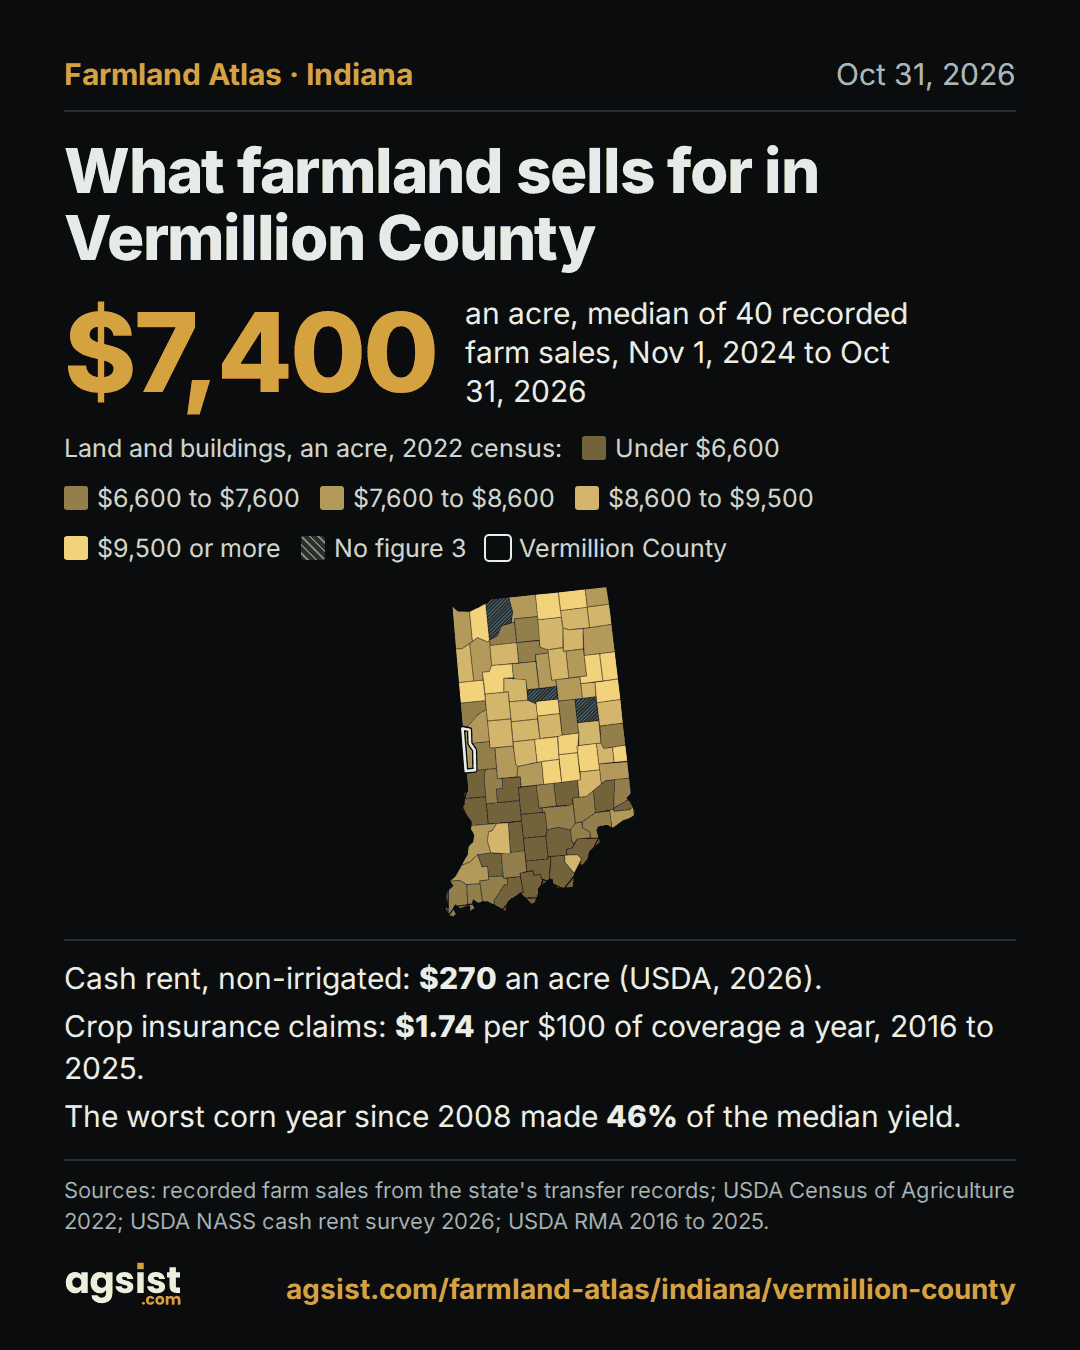 Farmland Atlas · Indiana
Oct 31, 2026
What farmland sells for in
Vermillion County
$7,400
an acre, median of 40 recorded
farm sales, Nov 1, 2024 to Oct
31, 2026
Land and buildings, an acre, 2022 census: Under $6,600
$6,600 to $7,600 $7,600 to $8,600 $8,600 to $9,500
$9,500 or more No figure 3 Vermillion County
Cash rent, non-irrigated: $270 an acre (USDA, 2026).
Crop insurance claims: $1.74 per $100 of coverage a year, 2016 to
2025.
The worst corn year since 2008 made 46% of the median yield.
Sources: recorded farm sales from the state's transfer records; USDA Census of Agriculture
2022; USDA NASS cash rent survey 2026; USDA RMA 2016 to 2025.
agsist
.com
agsist.com/farmland-atlas/indiana/vermillion-county